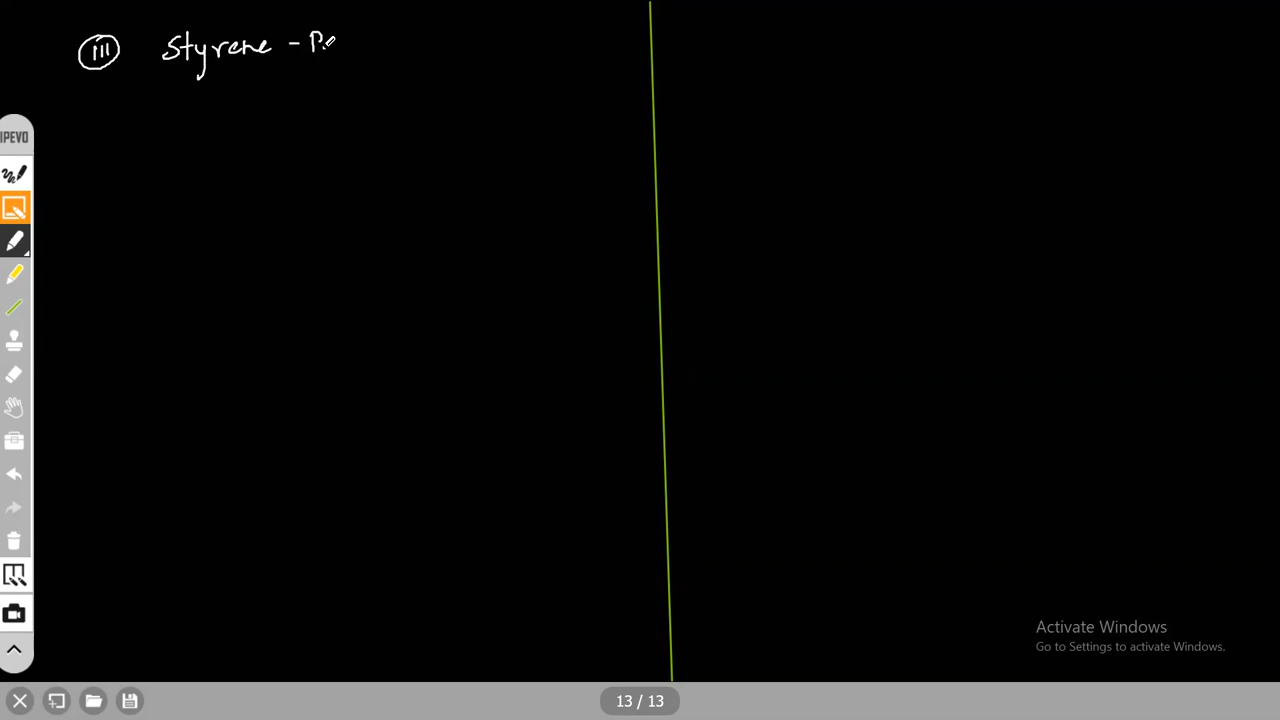 III Styrene - P
IPEVO
Activate Windows
Go to Settings to activate Windows.
13 / 13